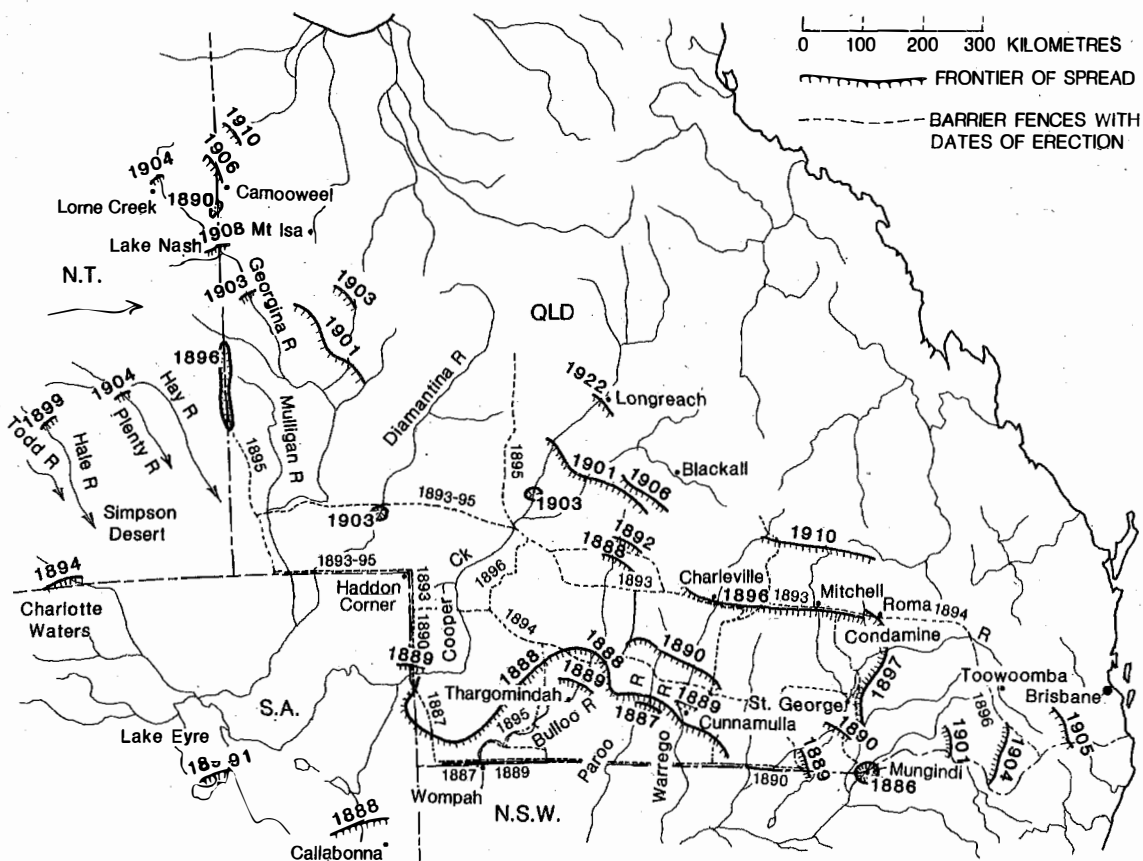 0 100 200 300 KILOMETRES
FRONTIER OF SPREAD
BARRIER FENCES WITH
DATES OF ERECTION
1910
1906
1904
Camooweel
1890
Lorne Creek
1908
Mt Isa
Lake Nash
N.T.
1903
Georgina R
1903
1901
QLD
1896
Hay R
1904
Plenty R
1899
Todd R
Hale R
Mulligan R
Diamantina R
1922
Longreach
1895
1895
1901
1906
Blackall
1903
1903
1893-95
Simpson
Desert
1892
1888
1910
1894
1893-95
Haddon
Corner
1893
Cooper Ck
1896
1893
Charleville
1896
1893
Mitchell
Roma
1894
Charlotte
Waters
1890
1894
Condamine R
1889
1888
1888
1890
1889
1897
Toowoomba
Brisbane
Thargomindah
S.A.
1887
1895
Bulloo R
1887
R
R
1889
Cunnamulla
St. George
1890
1896
1901
1904
1905
Lake Eyre
91
1887
1889
Wompah
Paroo
Warrego
1890
1889
Mungindi
1886
N.S.W.
1888
Callabonna